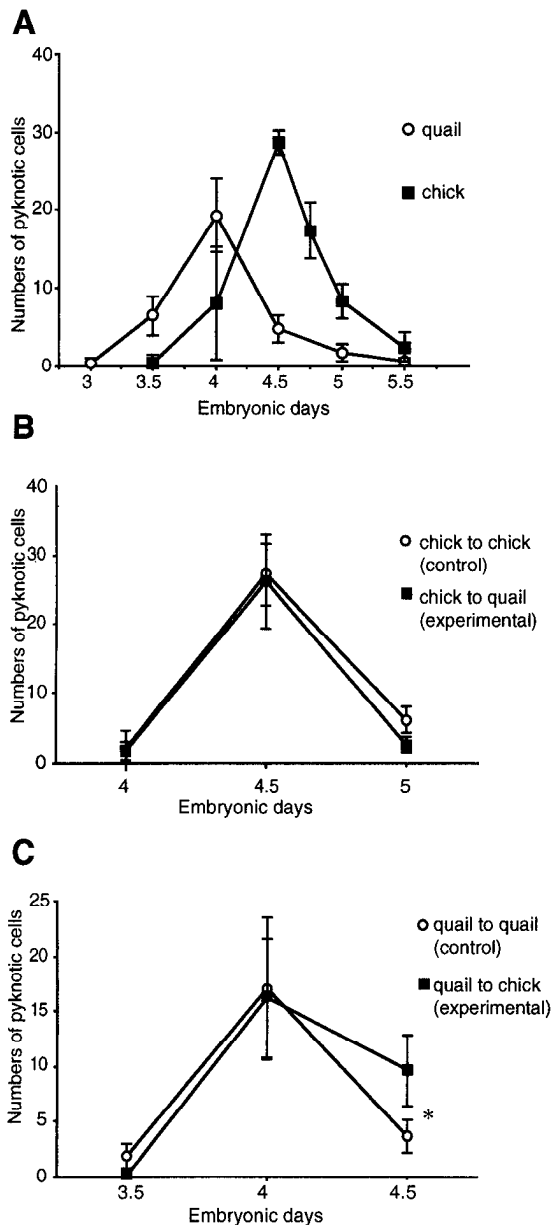 A
Numbers of pyknotic cells
40
30
20
10
0
quail
chick
3 3.5 4 4.5 5 5.5
Embryonic days
B
Numbers of pyknotic cells
40
30
20
10
0
chick to chick
(control)
chick to quail
(experimental)
4 4.5 5
Embryonic days
C
Numbers of pyknotic cells
25
20
15
10
5
0
quail to quail
(control)
quail to chick
(experimental)
*
3.5 4 4.5
Embryonic days